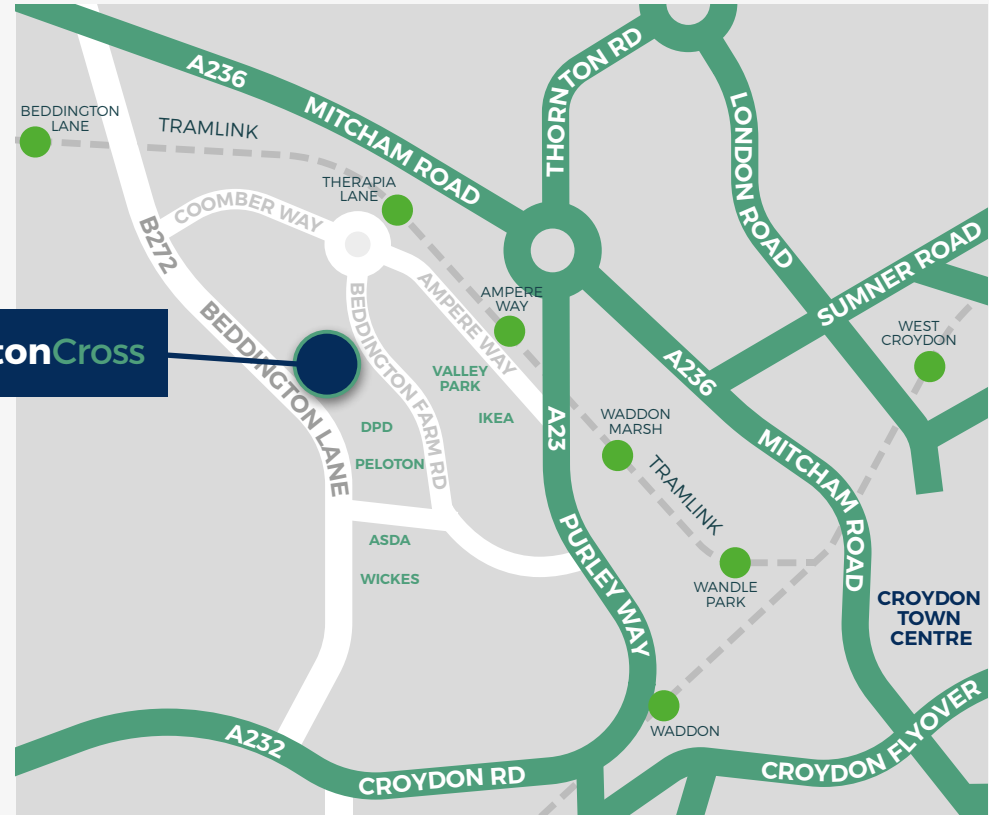 A236
MITCHAM ROAD
THORNTON RD
LONDON ROAD
BEDDINGTON
LANE
TRAMLINK
THERAPIA
LANE
COOMBER WAY
B272
SUMNER ROAD
AMPERE
WAY
AMPERE WAY
BEDDINGTON LANE
BEDDINGTON FARM RD
tonCross
WEST
CROYDON
A236
VALLEY
PARK
IKEA
DPD
PELOTON
A23
WADDON
MARSH
TRAMLINK
MITCHAM ROAD
ASDA
WICKES
PURLEY WAY
WANDLE
PARK
CROYDON
TOWN
CENTRE
WADDON
A232
CROYDON RD
CROYDON FLYOVER